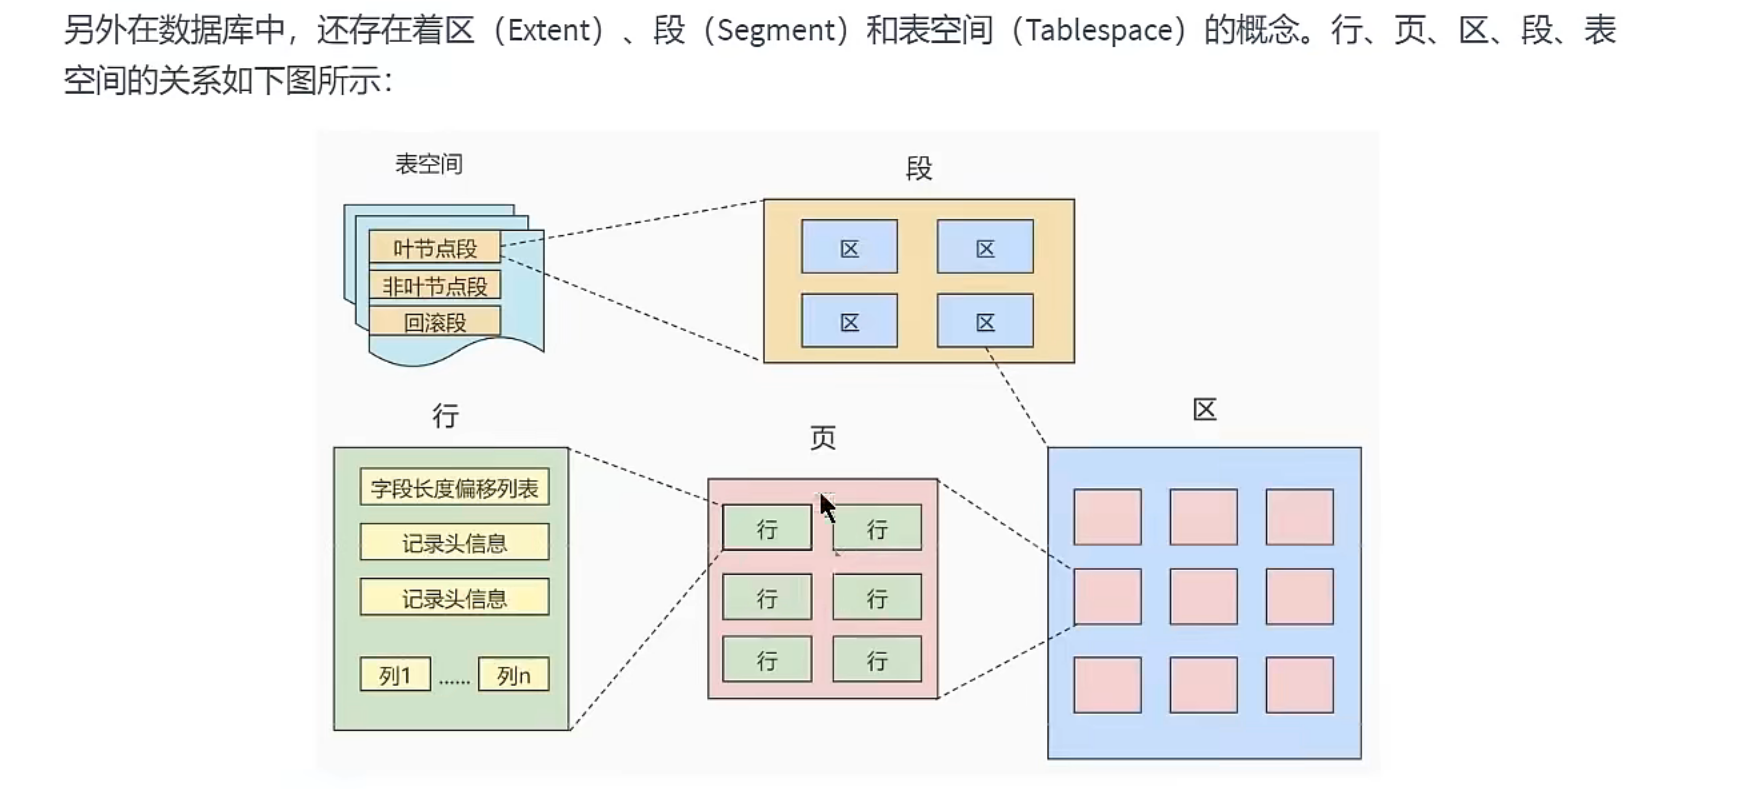 另外在数据库中，还存在着区（Extent）、段（Segment）和表空间（Tablespace）的概念。行、页、区、段、表
空间的关系如下图所示：
表空间
段
叶节点段
非叶节点段
回滚段
区
区
区
区
行
页
区
字段长度偏移列表
记录头信息
记录头信息
列1
……
列n
行
行
行
行
行
行